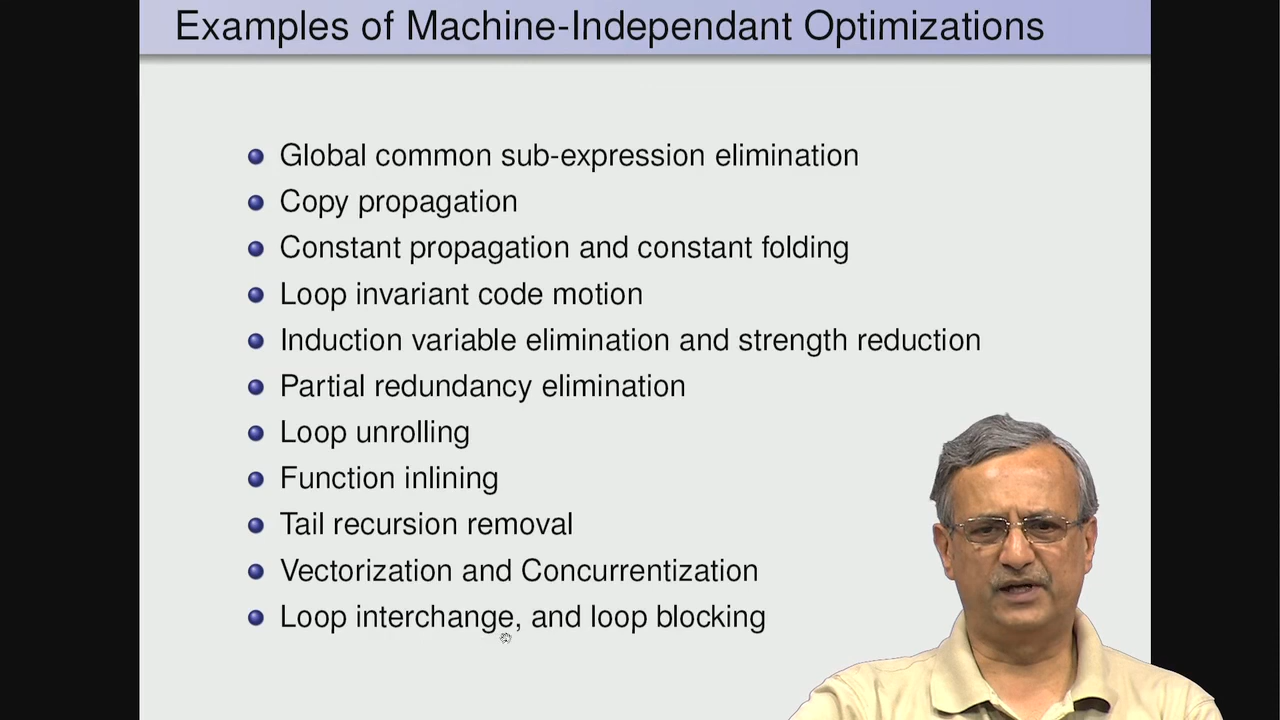 Examples of Machine-Independant Optimizations
Global common sub-expression elimination
Copy propagation
Constant propagation and constant folding
Loop invariant code motion
Induction variable elimination and strength reduction
Partial redundancy elimination
Loop unrolling
Function inlining
Tail recursion removal
Vectorization and Concurrentization
Loop interchange, and loop blocking